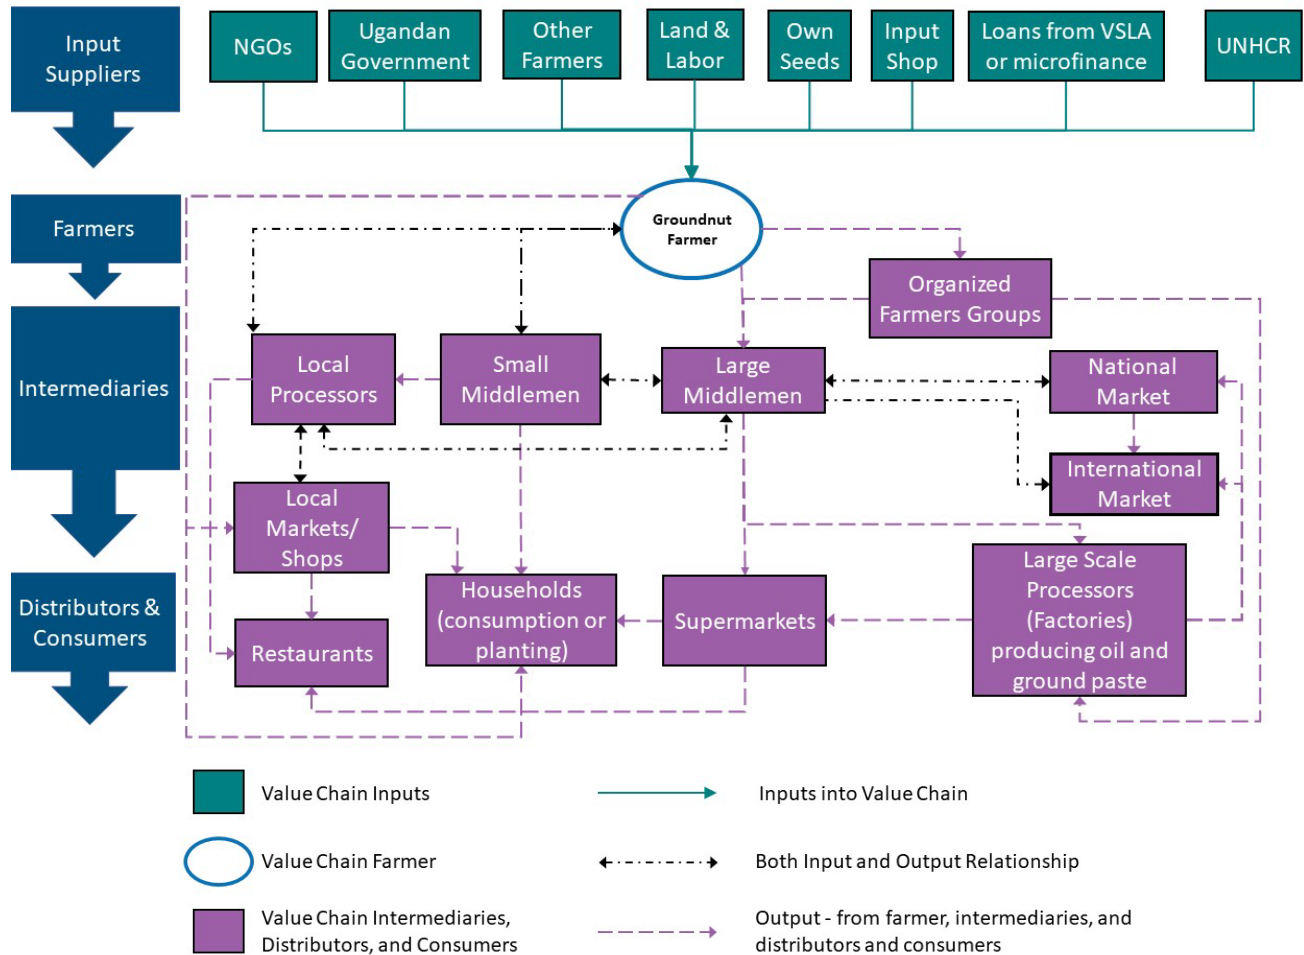 Input
Suppliers
NGOs
Ugandan
Government
Other
Farmers
Land &
Labor
Own
Seeds
Input
Shop
Loans from VSLA
or microfinance
UNHCR
Farmers
Groundnut
Farmer
Organized
Farmers Groups
Intermediaries
Local
Processors
Small
Middlemen
Large
Middlemen
National
Market
International
Market
Local
Markets/
Shops
Distributors &
Consumers
Restaurants
Households
(consumption or
planting)
Supermarkets
Large Scale
Processors
(Factories)
producing oil and
ground paste
Value Chain Inputs
Inputs into Value Chain
Value Chain Farmer
Both Input and Output Relationship
Value Chain Intermediaries,
Distributors, and Consumers
Output - from farmer, intermediaries, and
distributors and consumers